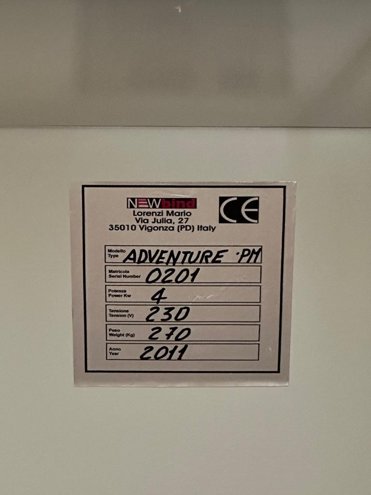 NEWbind
CE
Lorenzi Mario
Via Julia, 27
35010 Vigonza (PD) Italy
Modello
Type
ADVENTURE PM
Matricola
Serial Number
0201
Potenza
Power Kw
4
Tensione
Tension (V)
230
Peso
Weight (Kg)
270
Anno
Year
2011